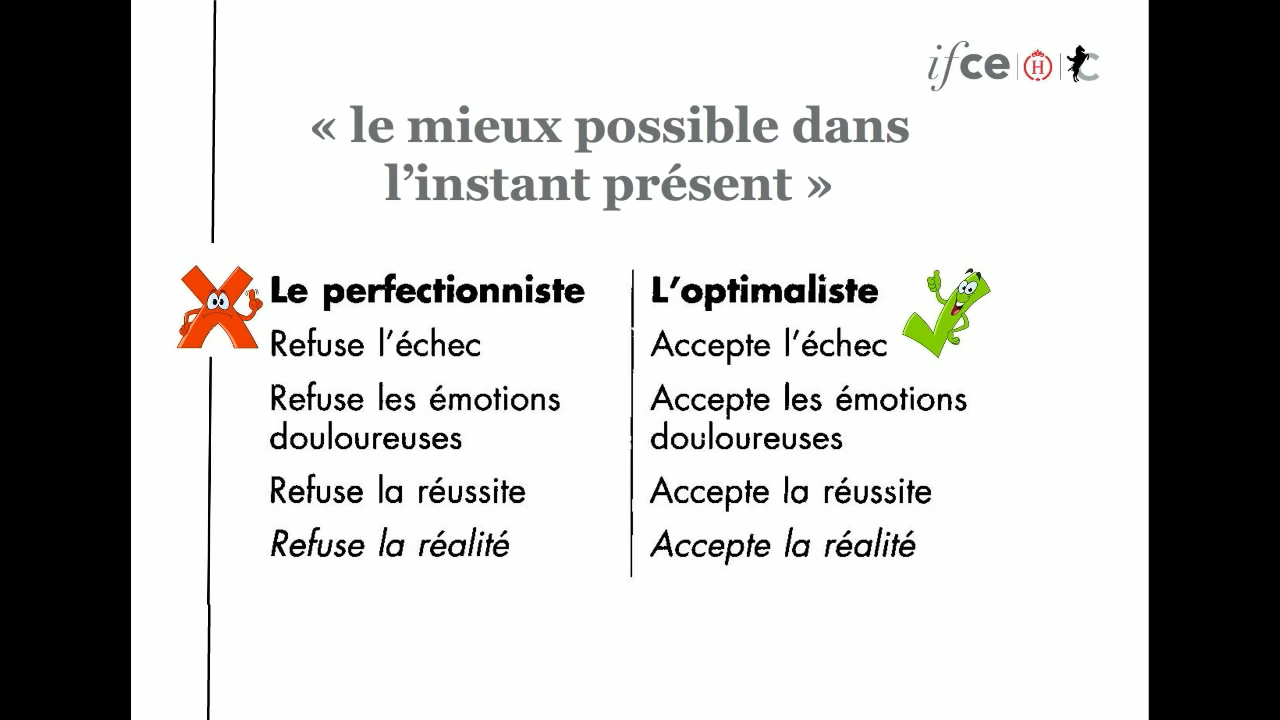 ifce H C
« le mieux possible dans
l’instant présent »
Le perfectionniste
Refuse l’échec
Refuse les émotions
douloureuses
Refuse la réussite
Refuse la réalité
L’optimaliste
Accepte l’échec
Accepte les émotions
douloureuses
Accepte la réussite
Accepte la réalité